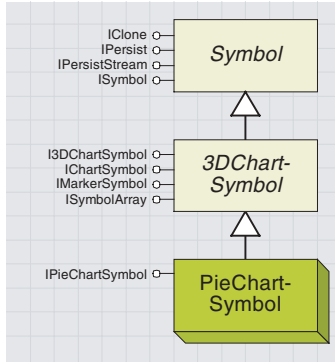 IClone
IPersist
IPersistStream
ISymbol
Symbol
I3DChartSymbol
IChartSymbol
IMarkerSymbol
ISymbolArray
3DChart-
Symbol
IPieChartSymbol
PieChart-
Symbol